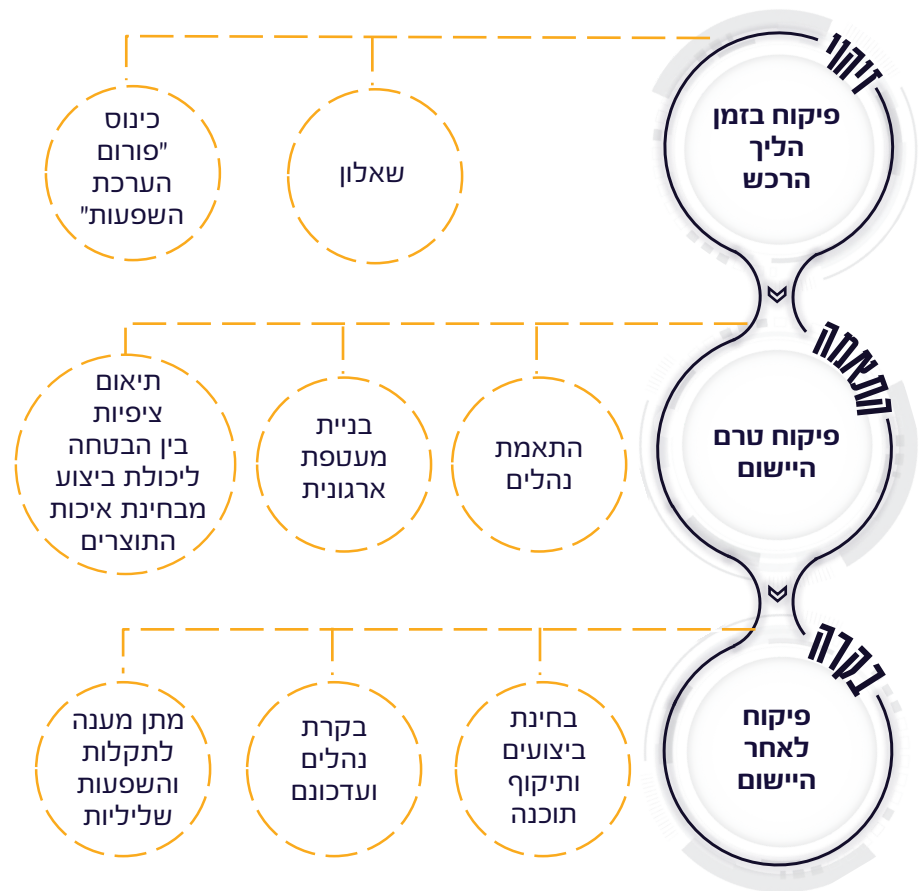 זיקוי
פיקוח בזמן
הליך
הרכש
שאלון
כינוס
"פורום
הערכת
השפעות"
התאמה
פיקוח טרם
היישום
התאמת
נהלים
בניית
מעטפת
ארגונית
תיאום
ציפיות
בין הבטחה
ליכולת ביצוע
מבחינת איכות
התוצרים
בקרה
פיקוח
לאחר
היישום
בחינת
ביצועים
ותיקוף
תוכנה
בקרת
נהלים
ועדכונם
מתן מענה
לתקלות
והשפעות
שליליות